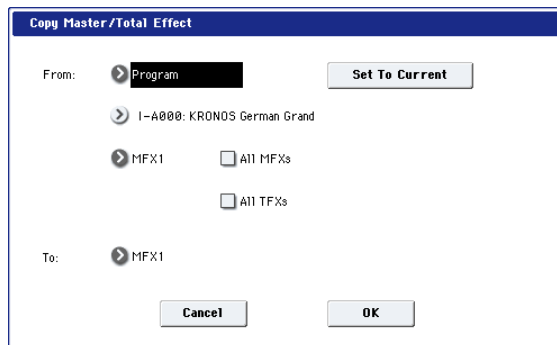 Copy Master/Total Effect
From: Program Set To Current
I-A000: KRONOS German Grand
MFX1 All MFXs
All TFXs
To: MFX1
Cancel OK